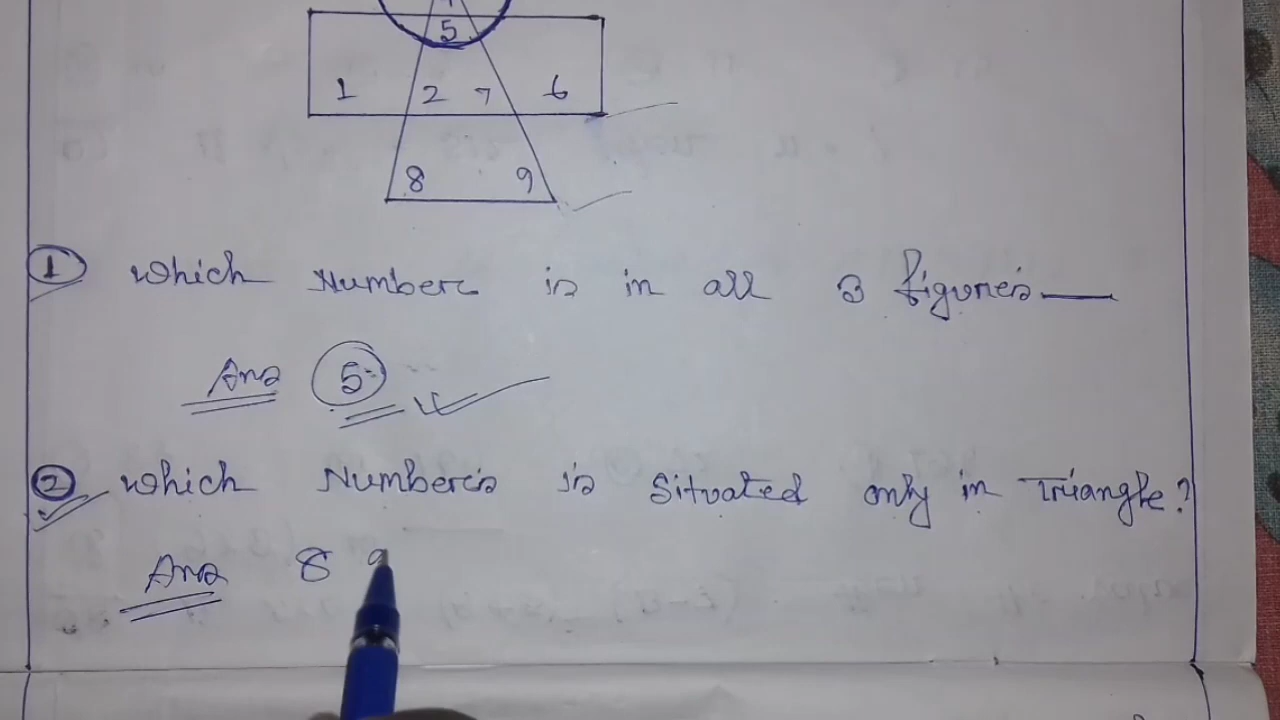 5
1 2 7 6
8 9
1 which Number is in all 3 figures
Ans 5
2 which Number's is situated only in Triangle?
Ans 8 9